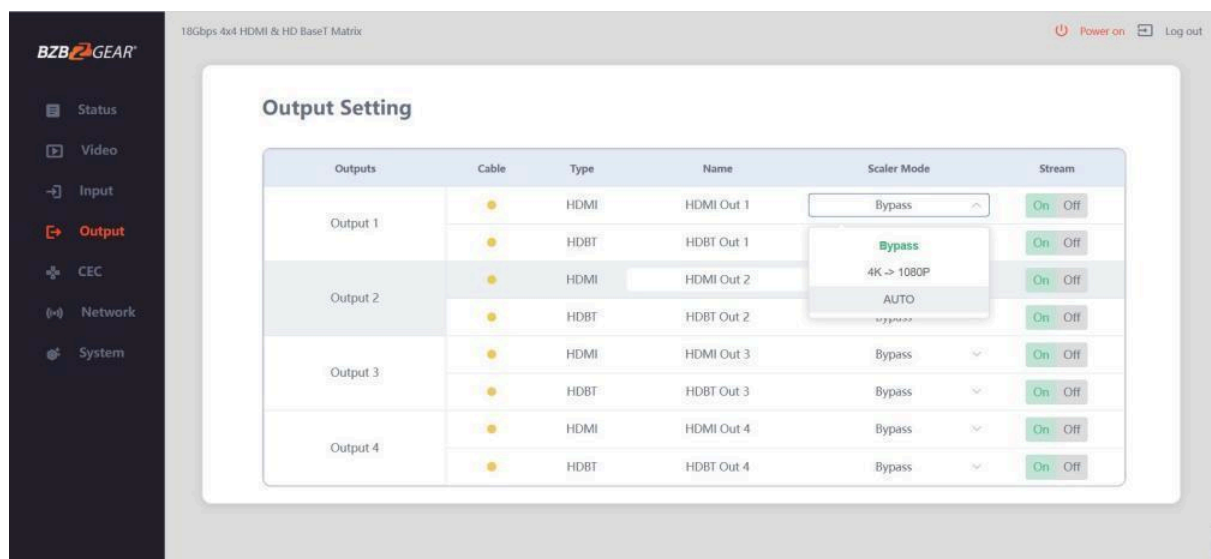 18Gbps 4x4 HDMI & HD BaseT Matrix
Power on
Log out
BZBGEAR®
Status
Video
Input
Output
CEC
Network
System
Output Setting
Outputs Cable Type Name Scaler Mode Stream
Output 1
HDMI HDMI Out 1 Bypass On Off
HDBT HDBT Out 1 On Off
Bypass
4K -> 1080P
AUTO
Output 2
HDMI HDMI Out 2 On Off
HDBT HDBT Out 2 Bypass On Off
Output 3
HDMI HDMI Out 3 Bypass On Off
HDBT HDBT Out 3 Bypass On Off
Output 4
HDMI HDMI Out 4 Bypass On Off
HDBT HDBT Out 4 Bypass On Off